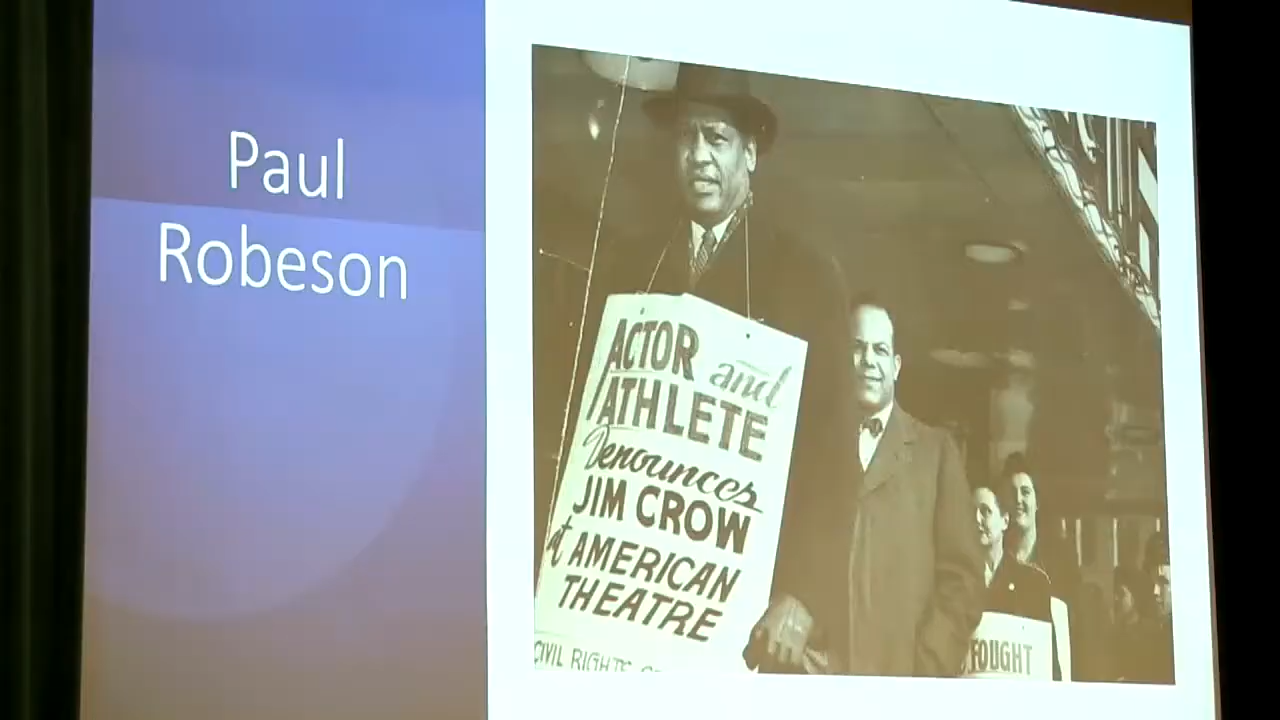 Paul
Robeson
ACTOR and
ATHLETE
Denounces
JIM CROW
at AMERICAN
THEATRE
CIVIL RIGHTS
FOUGHT